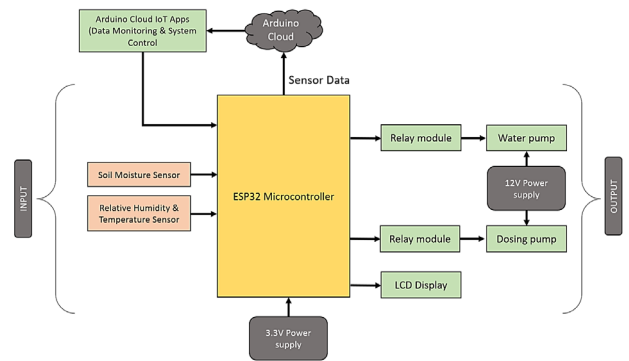 Arduino Cloud IoT Apps
(Data Monitoring & System
Control
Arduino
Cloud
Sensor Data
INPUT
Soil Moisture Sensor
Relative Humidity &
Temperature Sensor
ESP32 Microcontroller
Relay module
Water pump
12V Power
supply
Relay module
Dosing pump
LCD Display
OUTPUT
3.3V Power
supply